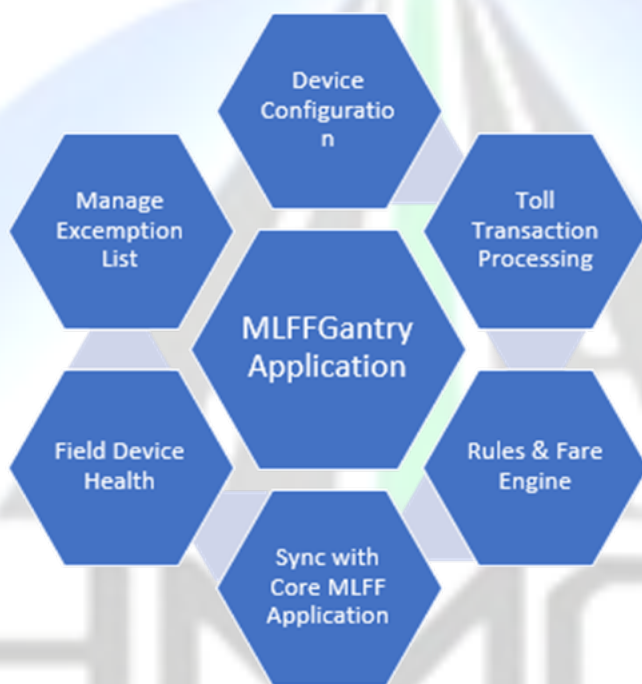 Device
Configuratio
n
Toll
Transaction
Processing
Rules & Fare
Engine
Sync with
Core MLFF
Application
Field Device
Health
Manage
Excemption
List
MLFFGantry
Application